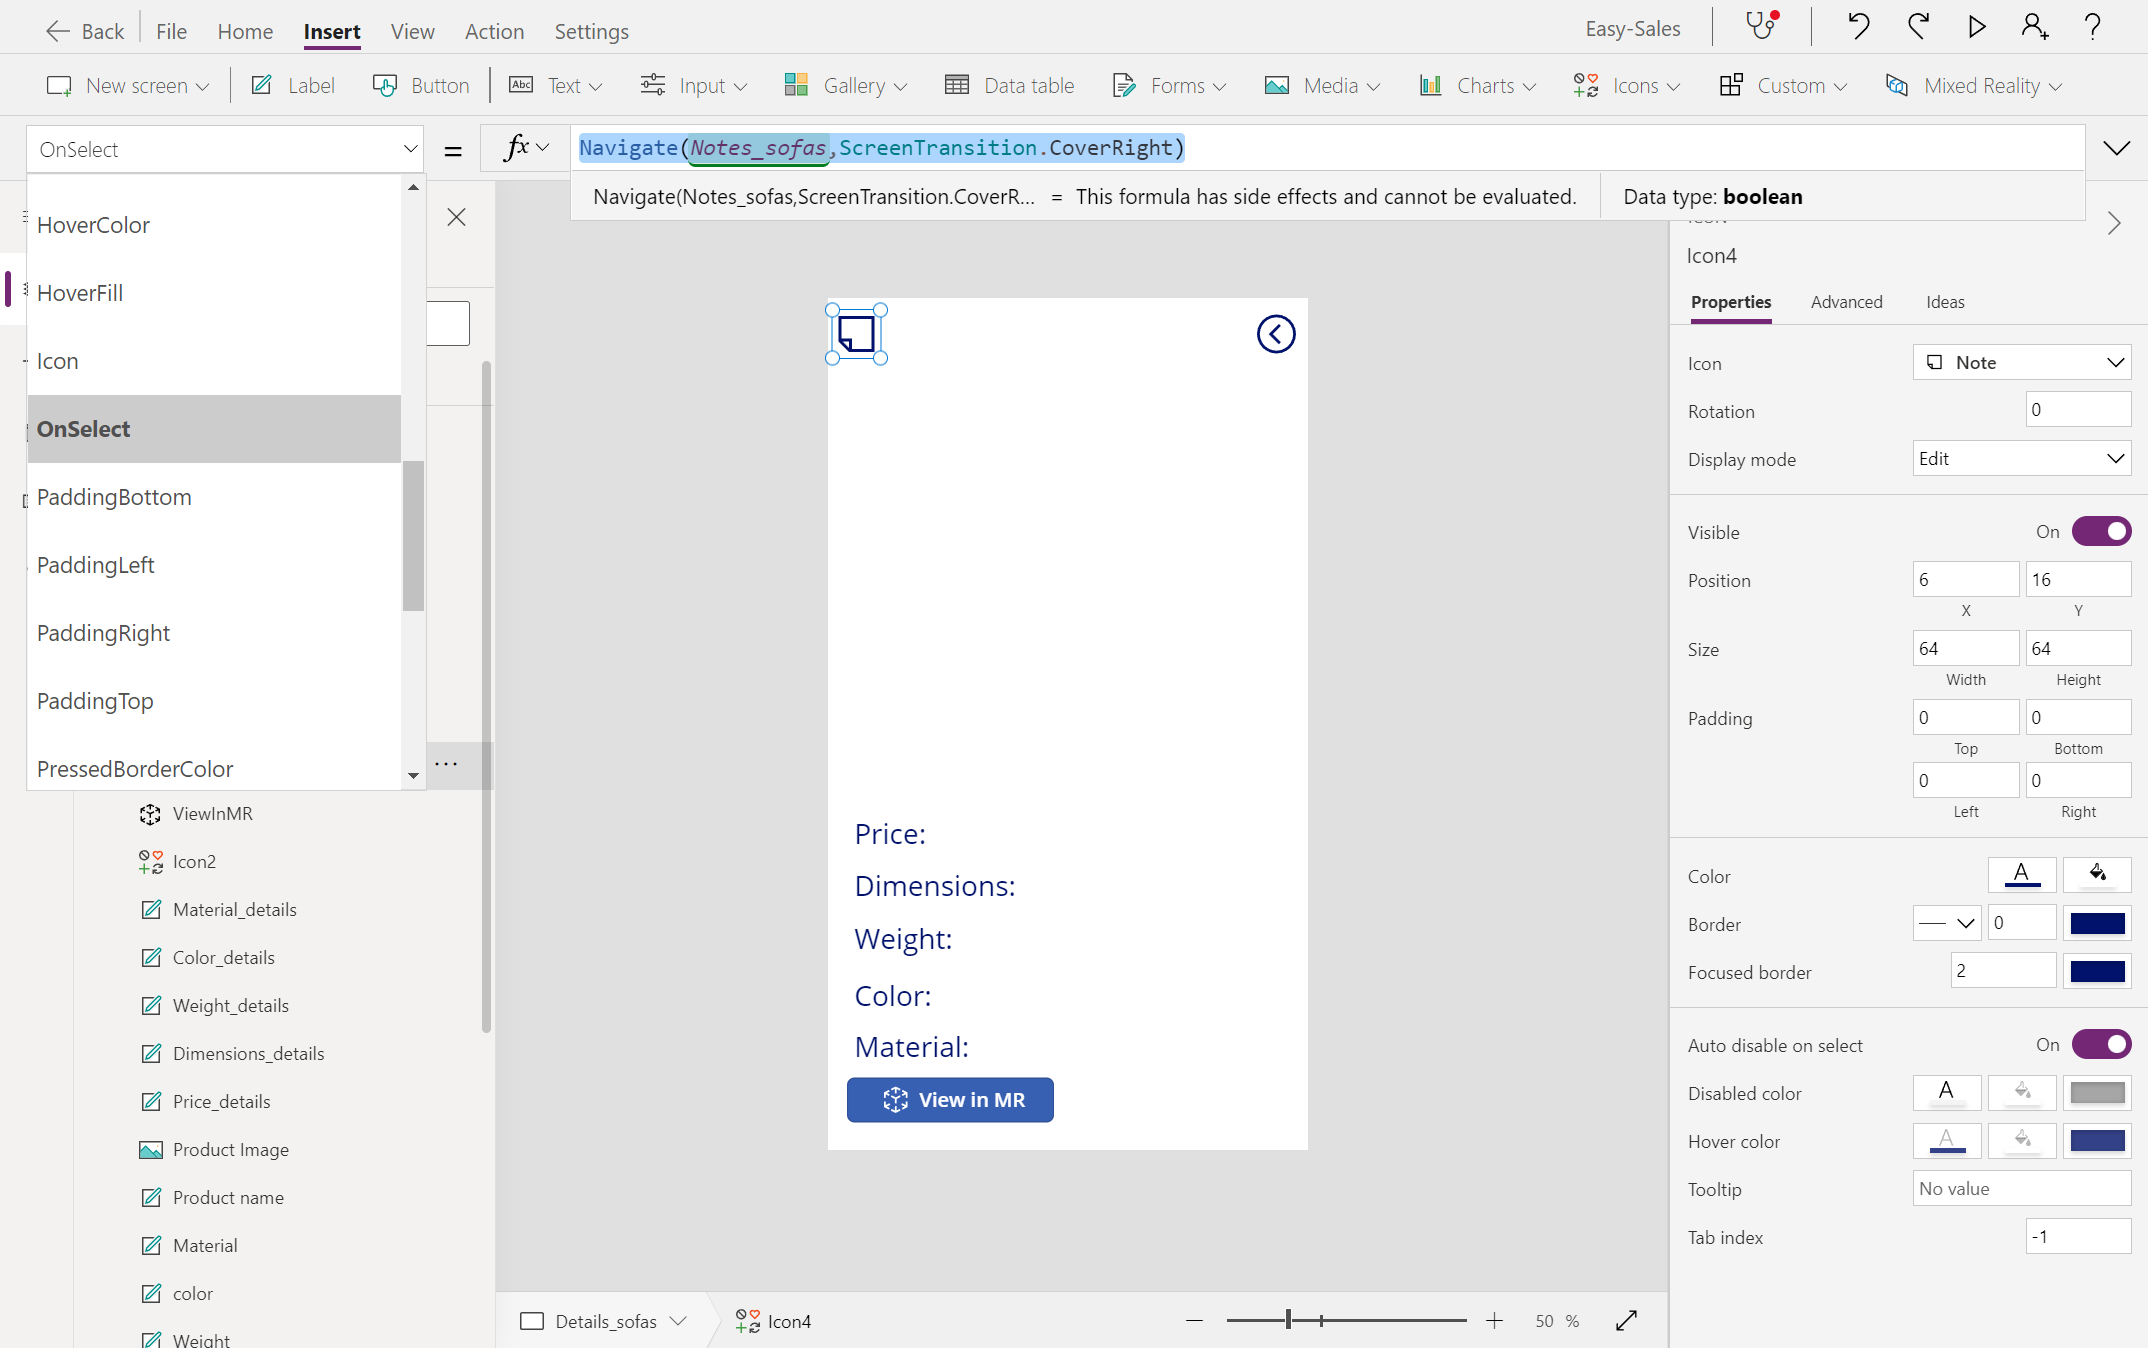 Back File Home Insert View Action Settings Easy-Sales
New screen Label Button Abc Text Input Gallery Data table Forms Media Charts Icons Custom Mixed Reality
OnSelect = fx Navigate(Notes_sofas,ScreenTransition.CoverRight)
Navigate(Notes_sofas,ScreenTransition.CoverR... = This formula has side effects and cannot be evaluated. Data type: boolean
HoverColor
HoverFill
Icon
OnSelect
PaddingBottom
PaddingLeft
PaddingRight
PaddingTop
PressedBorderColor
...
ViewInMR
Icon2
Material_details
Color_details
Weight_details
Dimensions_details
Price_details
Product Image
Product name
Material
color
Weight
Price:
Dimensions:
Weight:
Color:
Material:
View in MR
Details_sofas Icon4 50 %
Icon4
Properties Advanced Ideas
Icon Note
Rotation 0
Display mode Edit
Visible On
Position 6 16
X Y
Size 64 64
Width Height
Padding 0 0
Top Bottom
0 0
Left Right
Color A
Border 0
Focused border 2
Auto disable on select On
Disabled color A
Hover color A
Tooltip No value
Tab index -1